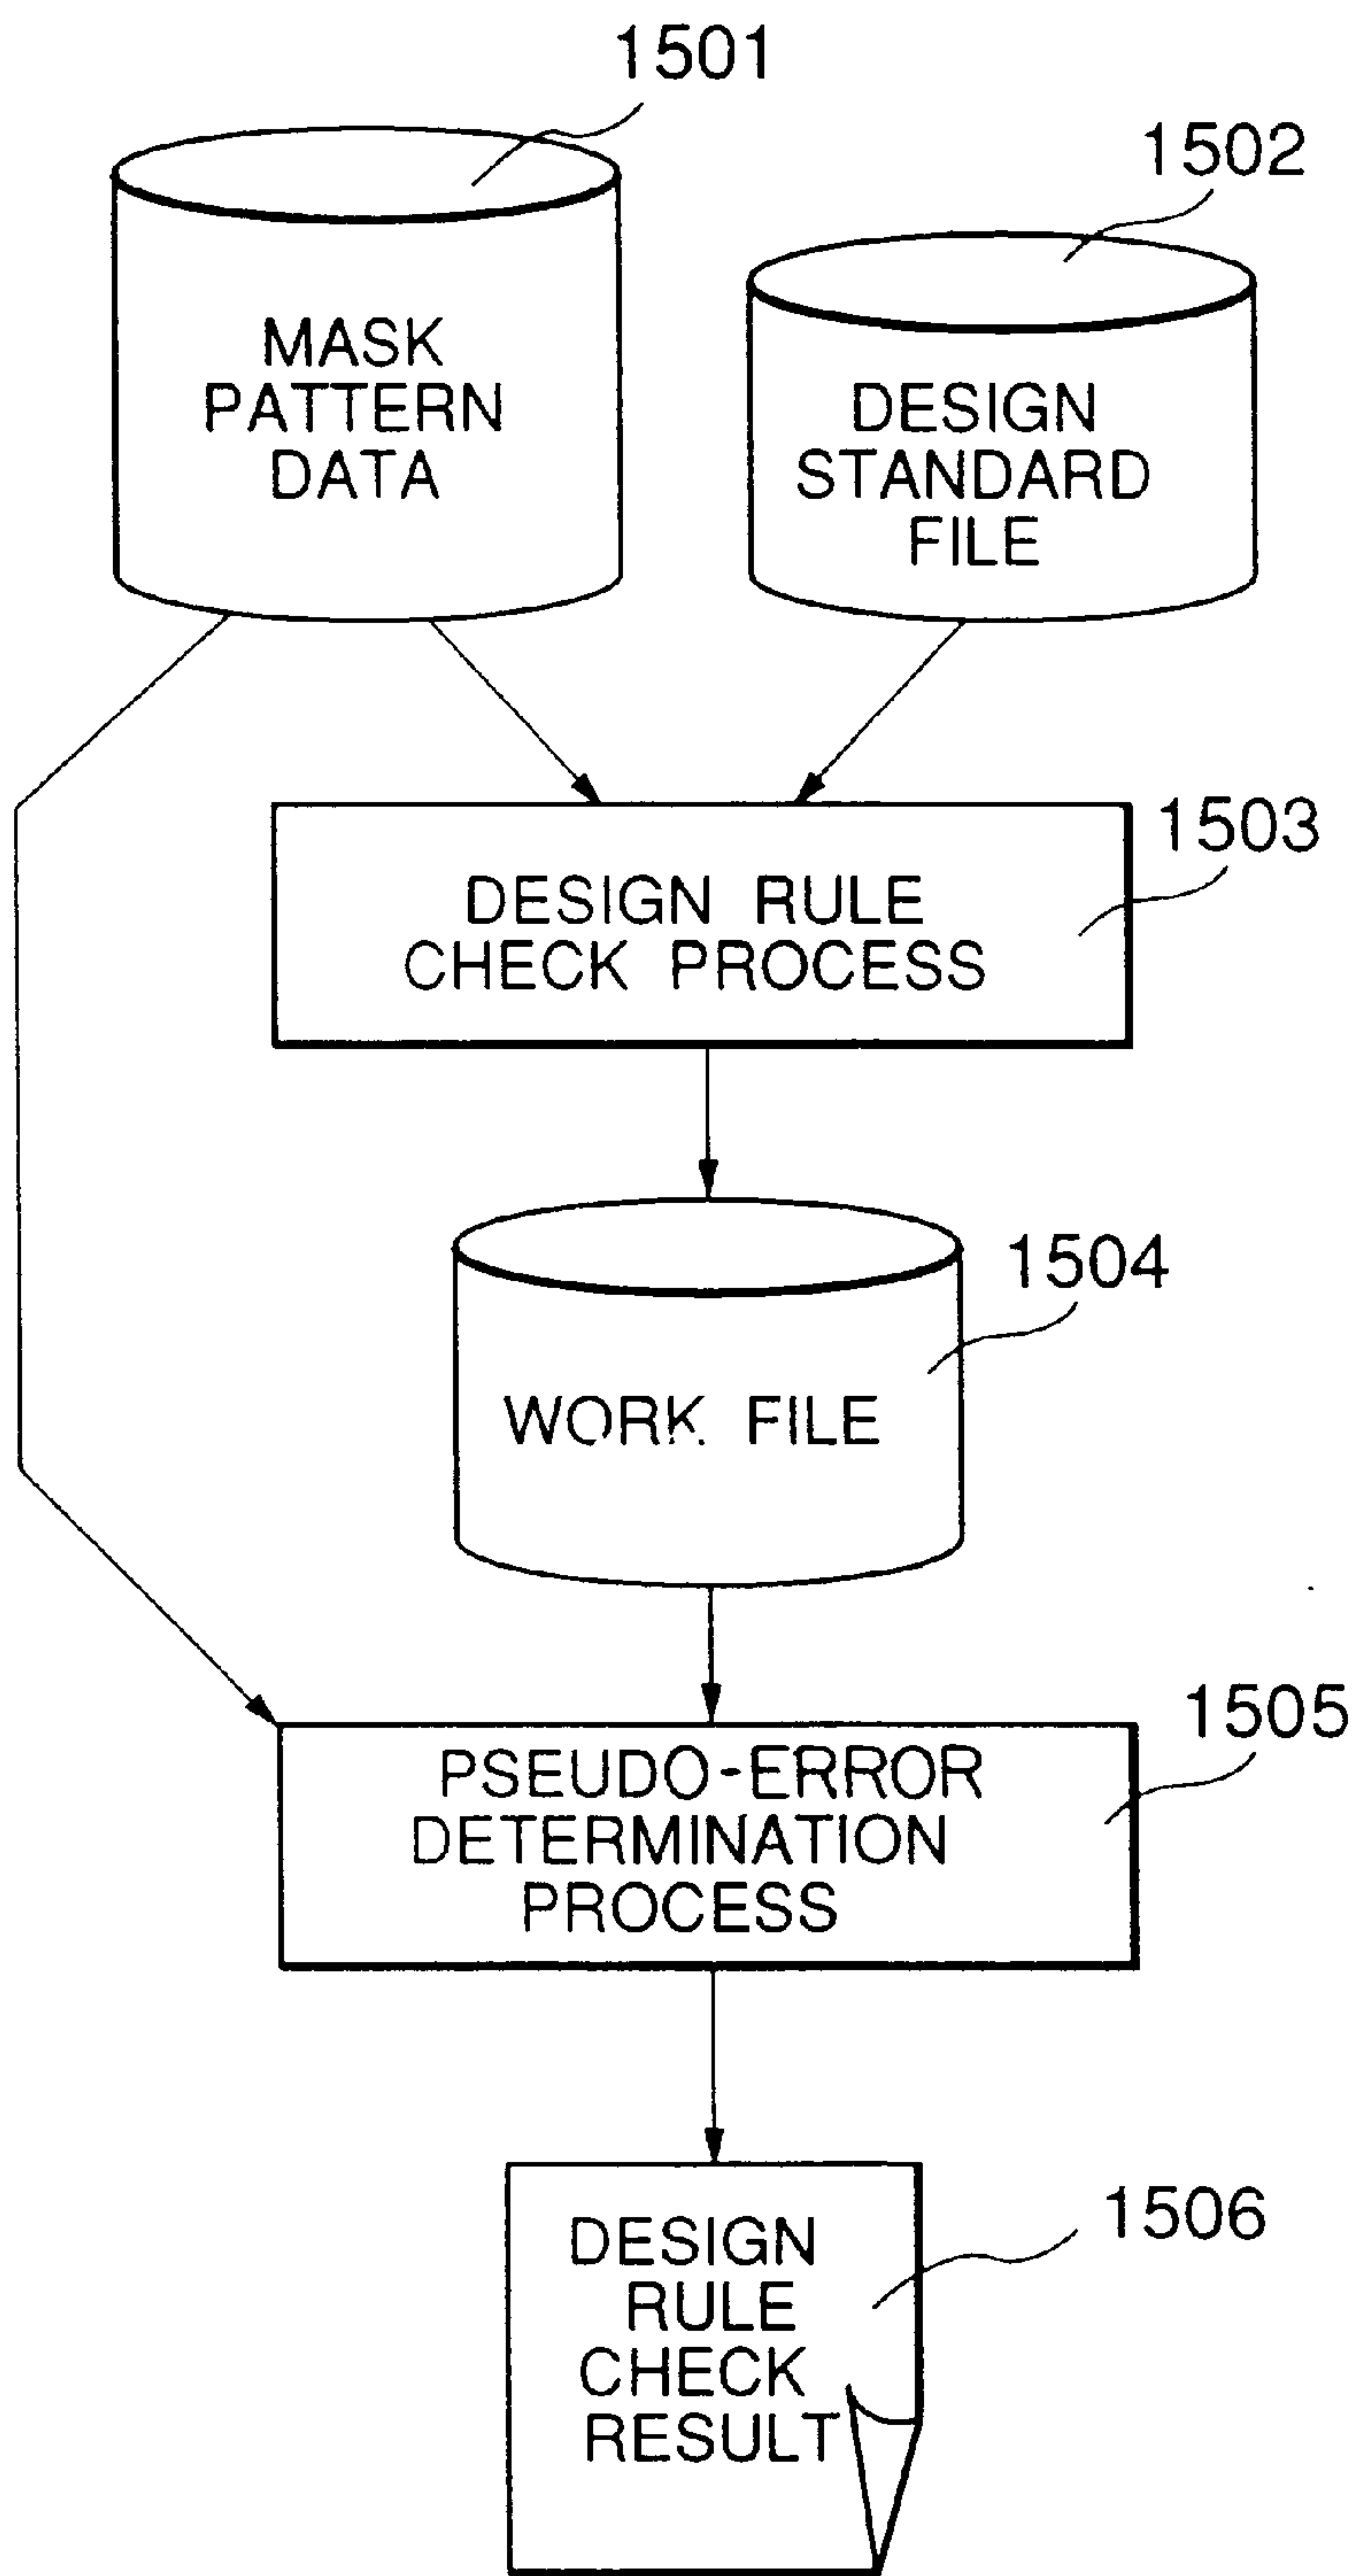 1501
1502
MASK
PATTERN
DATA
DESIGN
STANDARD
FILE
1503
DESIGN RULE
CHECK PROCESS
1504
WORK FILE
1505
PSEUDO-ERROR
DETERMINATION
PROCESS
1506
DESIGN
RULE
CHECK
RESULT